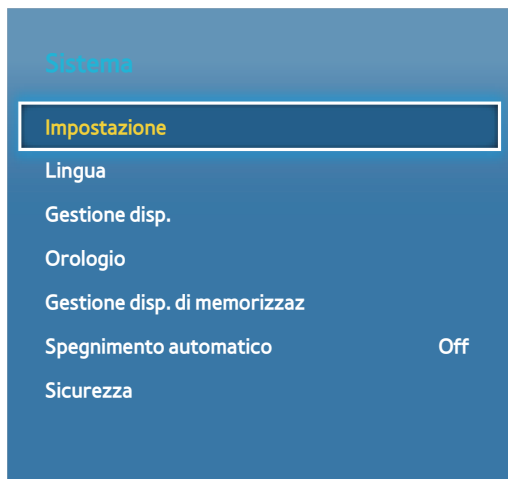 Sistema
Impostazione
Lingua
Gestione disp.
Orologio
Gestione disp. di memorizzaz
Spegnimento automatico Off
Sicurezza